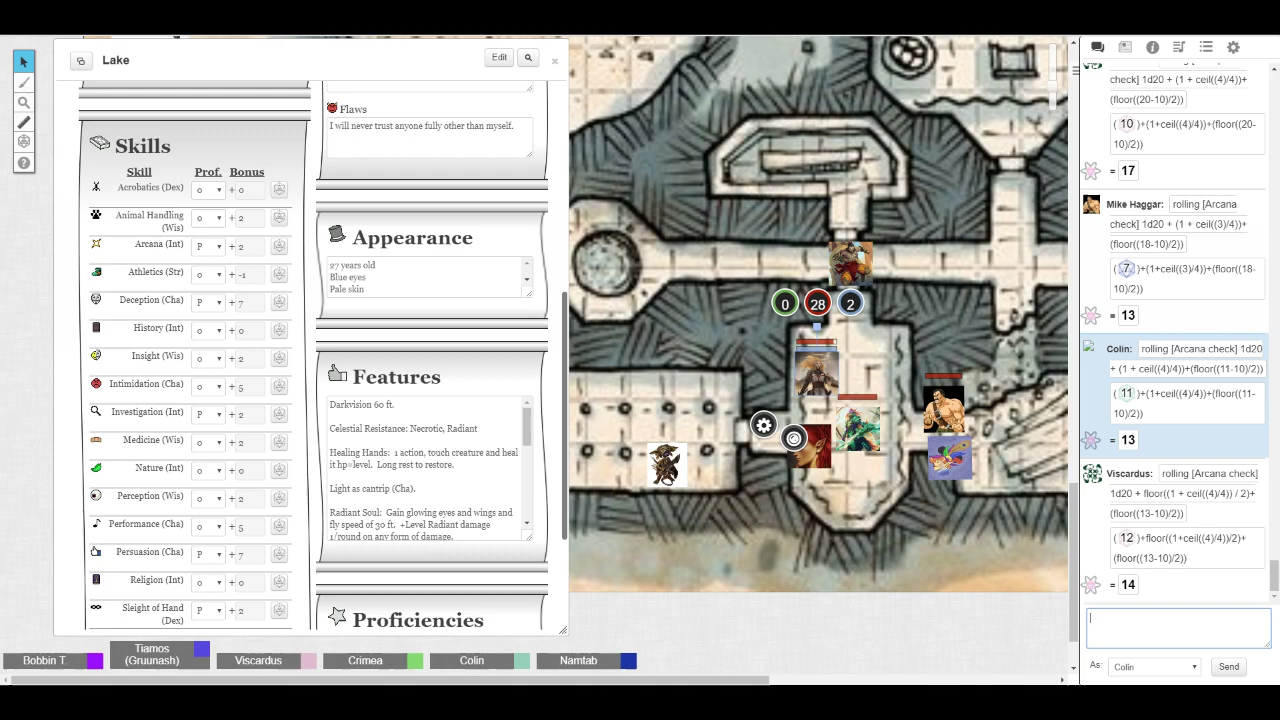 Lake
Edit
Flaws
I will never trust anyone fully other than myself.
Skills
Skill Prof. Bonus
Acrobatics (Dex) 0 + 0
Animal Handling (Wis) 0 + 2
Arcana (Int) P + 2
Athletics (Str) 0 + -1
Deception (Cha) P + 7
History (Int) 0 + 0
Insight (Wis) 0 + 2
Intimidation (Cha) 0 + 5
Investigation (Int) P + 2
Medicine (Wis) 0 + 2
Nature (Int) 0 + 0
Perception (Wis) 0 + 2
Performance (Cha) 0 + 5
Persuasion (Cha) P + 7
Religion (Int) 0 + 0
Sleight of Hand (Dex) P + 2
Appearance
27 years old
Blue eyes
Pale skin
Features
Darkvision 60 ft.
Celestial Resistance: Necrotic, Radiant
Healing Hands: 1 action, touch creature and heal
it hp=level. Long rest to restore.
Light as cantrip (Cha).
Radiant Soul: Gain glowing eyes and wings and
fly speed of 30 ft. +Level Radiant damage
1/round on any form of damage.
Proficiencies
0 28 2
Bobbin T.
Tiamos
(Gruunash)
Viscardus
Crimea
Colin
Namtab
check] 1d20 + (1 + ceil((4)/4))+
(floor((20-10)/2))
(10)+(1+ceil((4)/4))+(floor((20-
10)/2))
= 17
Mike Haggar: rolling [Arcana
check] 1d20 + (1 + ceil((3)/4))+
(floor((18-10)/2))
(7)+(1+ceil((3)/4))+(floor((18-
10)/2))
= 13
Colin: rolling [Arcana check] 1d20
+ (1 + ceil((4)/4))+(floor((11-10)/2))
(11)+(1+ceil((4)/4))+(floor((11-
10)/2))
= 13
Viscardus: rolling [Arcana check]
1d20 + floor((1 + ceil((4)/4)) / 2)+
(floor((13-10)/2))
(12)+floor((1+ceil((4)/4))/2)+
(floor((13-10)/2))
= 14
As: Colin Send